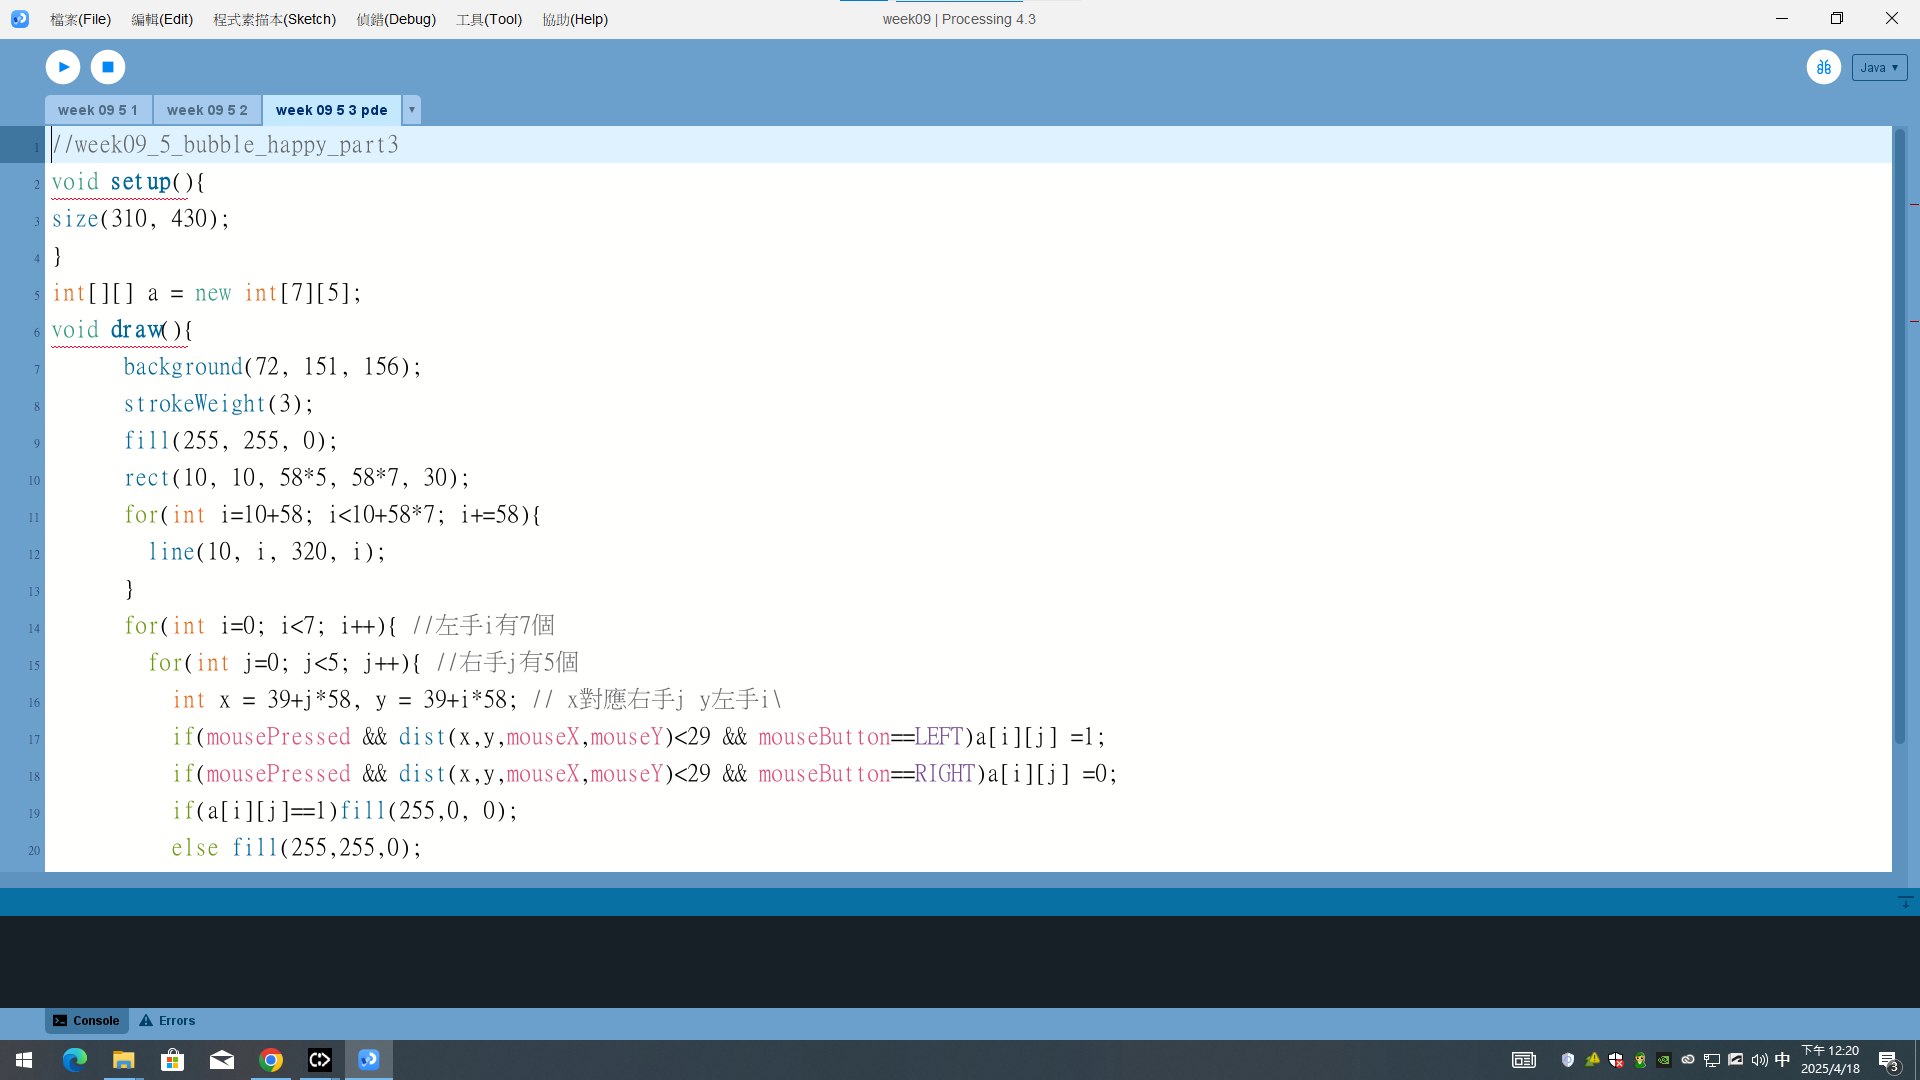 檔案(File) 編輯(Edit) 程式素描本(Sketch) 偵錯(Debug) 工具(Tool) 協助(Help) week09 | Processing 4.3
Java ▼
week 09 5 1 week 09 5 2 week 09 5 3 pde ▼
1 //week09_5_bubble_happy_part3
2 void setup(){
3 size(310, 430);
4 }
5 int[][] a = new int[7][5];
6 void draw(){
7 background(72, 151, 156);
8 strokeWeight(3);
9 fill(255, 255, 0);
10 rect(10, 10, 58*5, 58*7, 30);
11 for(int i=10+58; i<10+58*7; i+=58){
12 line(10, i, 320, i);
13 }
14 for(int i=0; i<7; i++){ //左手i有7個
15 for(int j=0; j<5; j++){ //右手j有5個
16 int x = 39+j*58, y = 39+i*58; // x對應右手j y左手i\
17 if(mousePressed && dist(x,y,mouseX,mouseY)<29 && mouseButton==LEFT)a[i][j] =1;
18 if(mousePressed && dist(x,y,mouseX,mouseY)<29 && mouseButton==RIGHT)a[i][j] =0;
19 if(a[i][j]==1)fill(255,0, 0);
20 else fill(255,255,0);
Console Errors
中 下午 12:20
2025/4/18
3